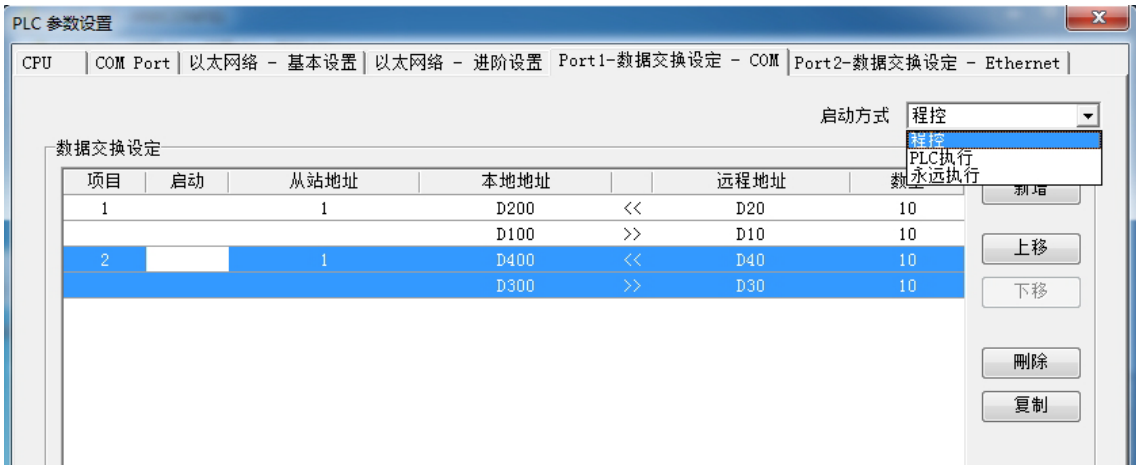 PLC 参数设置
x
CPU COM Port 以太网络 - 基本设置 以太网络 - 进阶设置 Port1-数据交换设定 - COM Port2-数据交换设定 - Ethernet
启动方式 程控
程控
PLC执行
永远执行
数据交换设定
项目 启动 从站地址 本地地址 远程地址 数量
新增
1 1 D200 << D20 10
D100 >> D10 10
上移
2 1 D400 << D40 10
D300 >> D30 10
下移
刪除
复制